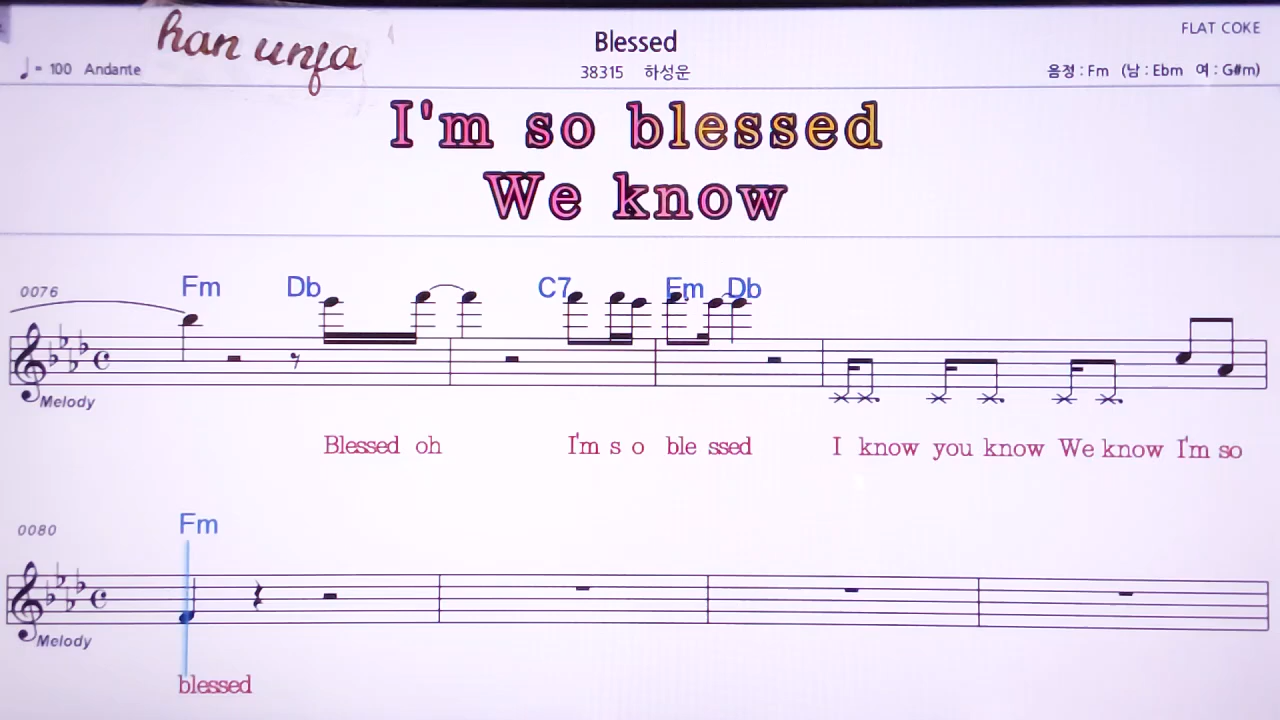 han unja
FLAT COKE
Blessed
♩= 100 Andante
38315 하성운
음정 : Fm (남 : Ebm 여 : G#m)
I'm so blessed
We know
0076 Fm Db C7 Fm Db
Melody
Blessed oh I'm s o ble ssed I know you know We know I'm so
0080 Fm
Melody
blessed